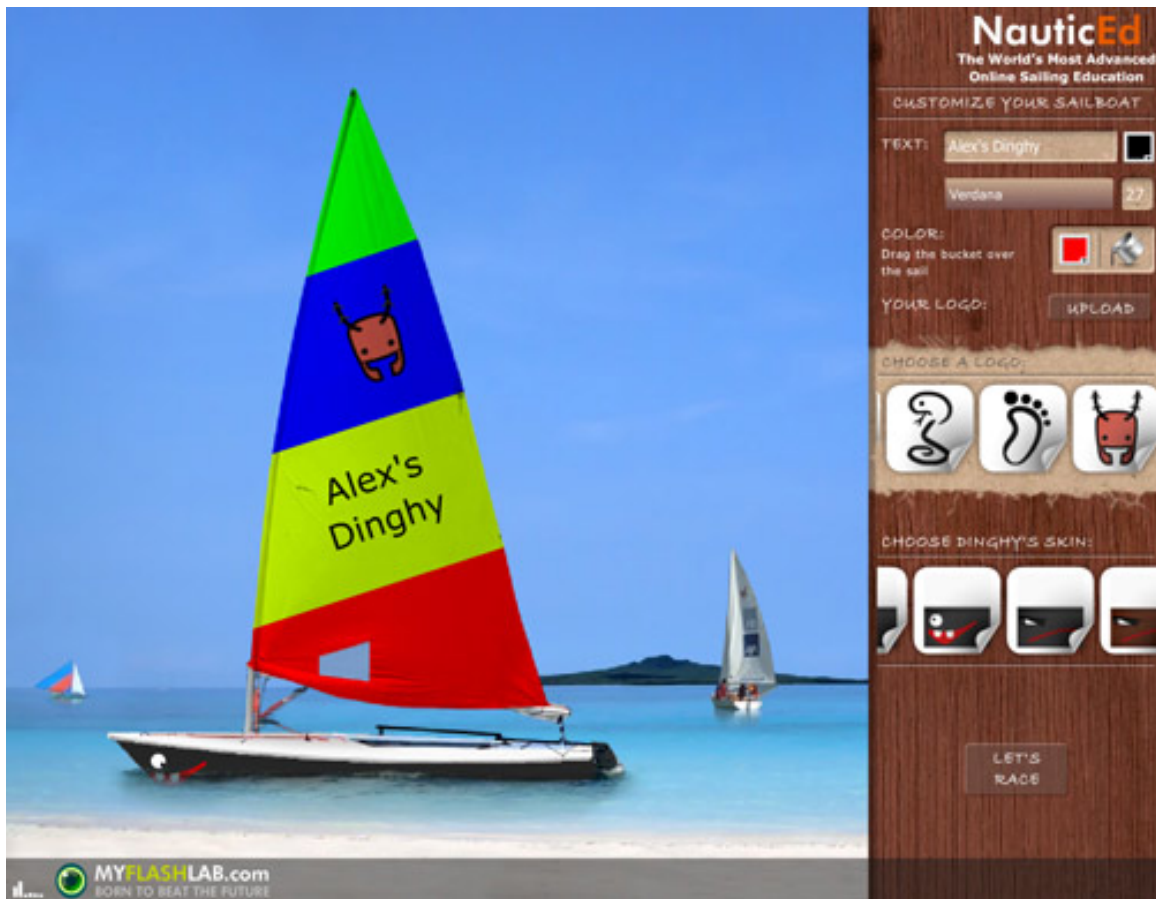 NauticEd
The World's Most Advanced
Online Sailing Education
CUSTOMIZE YOUR SAILBOAT
TEXT:
Alex's Dinghy
Verdana
27
COLOR:
Drag the bucket over
the sail
YOUR LOGO:
UPLOAD
CHOOSE A LOGO:
CHOOSE DINGHY'S SKIN:
LET'S
RACE
Alex's
Dinghy
MYFLASHLAB.com
BORN TO BEAT THE FUTURE